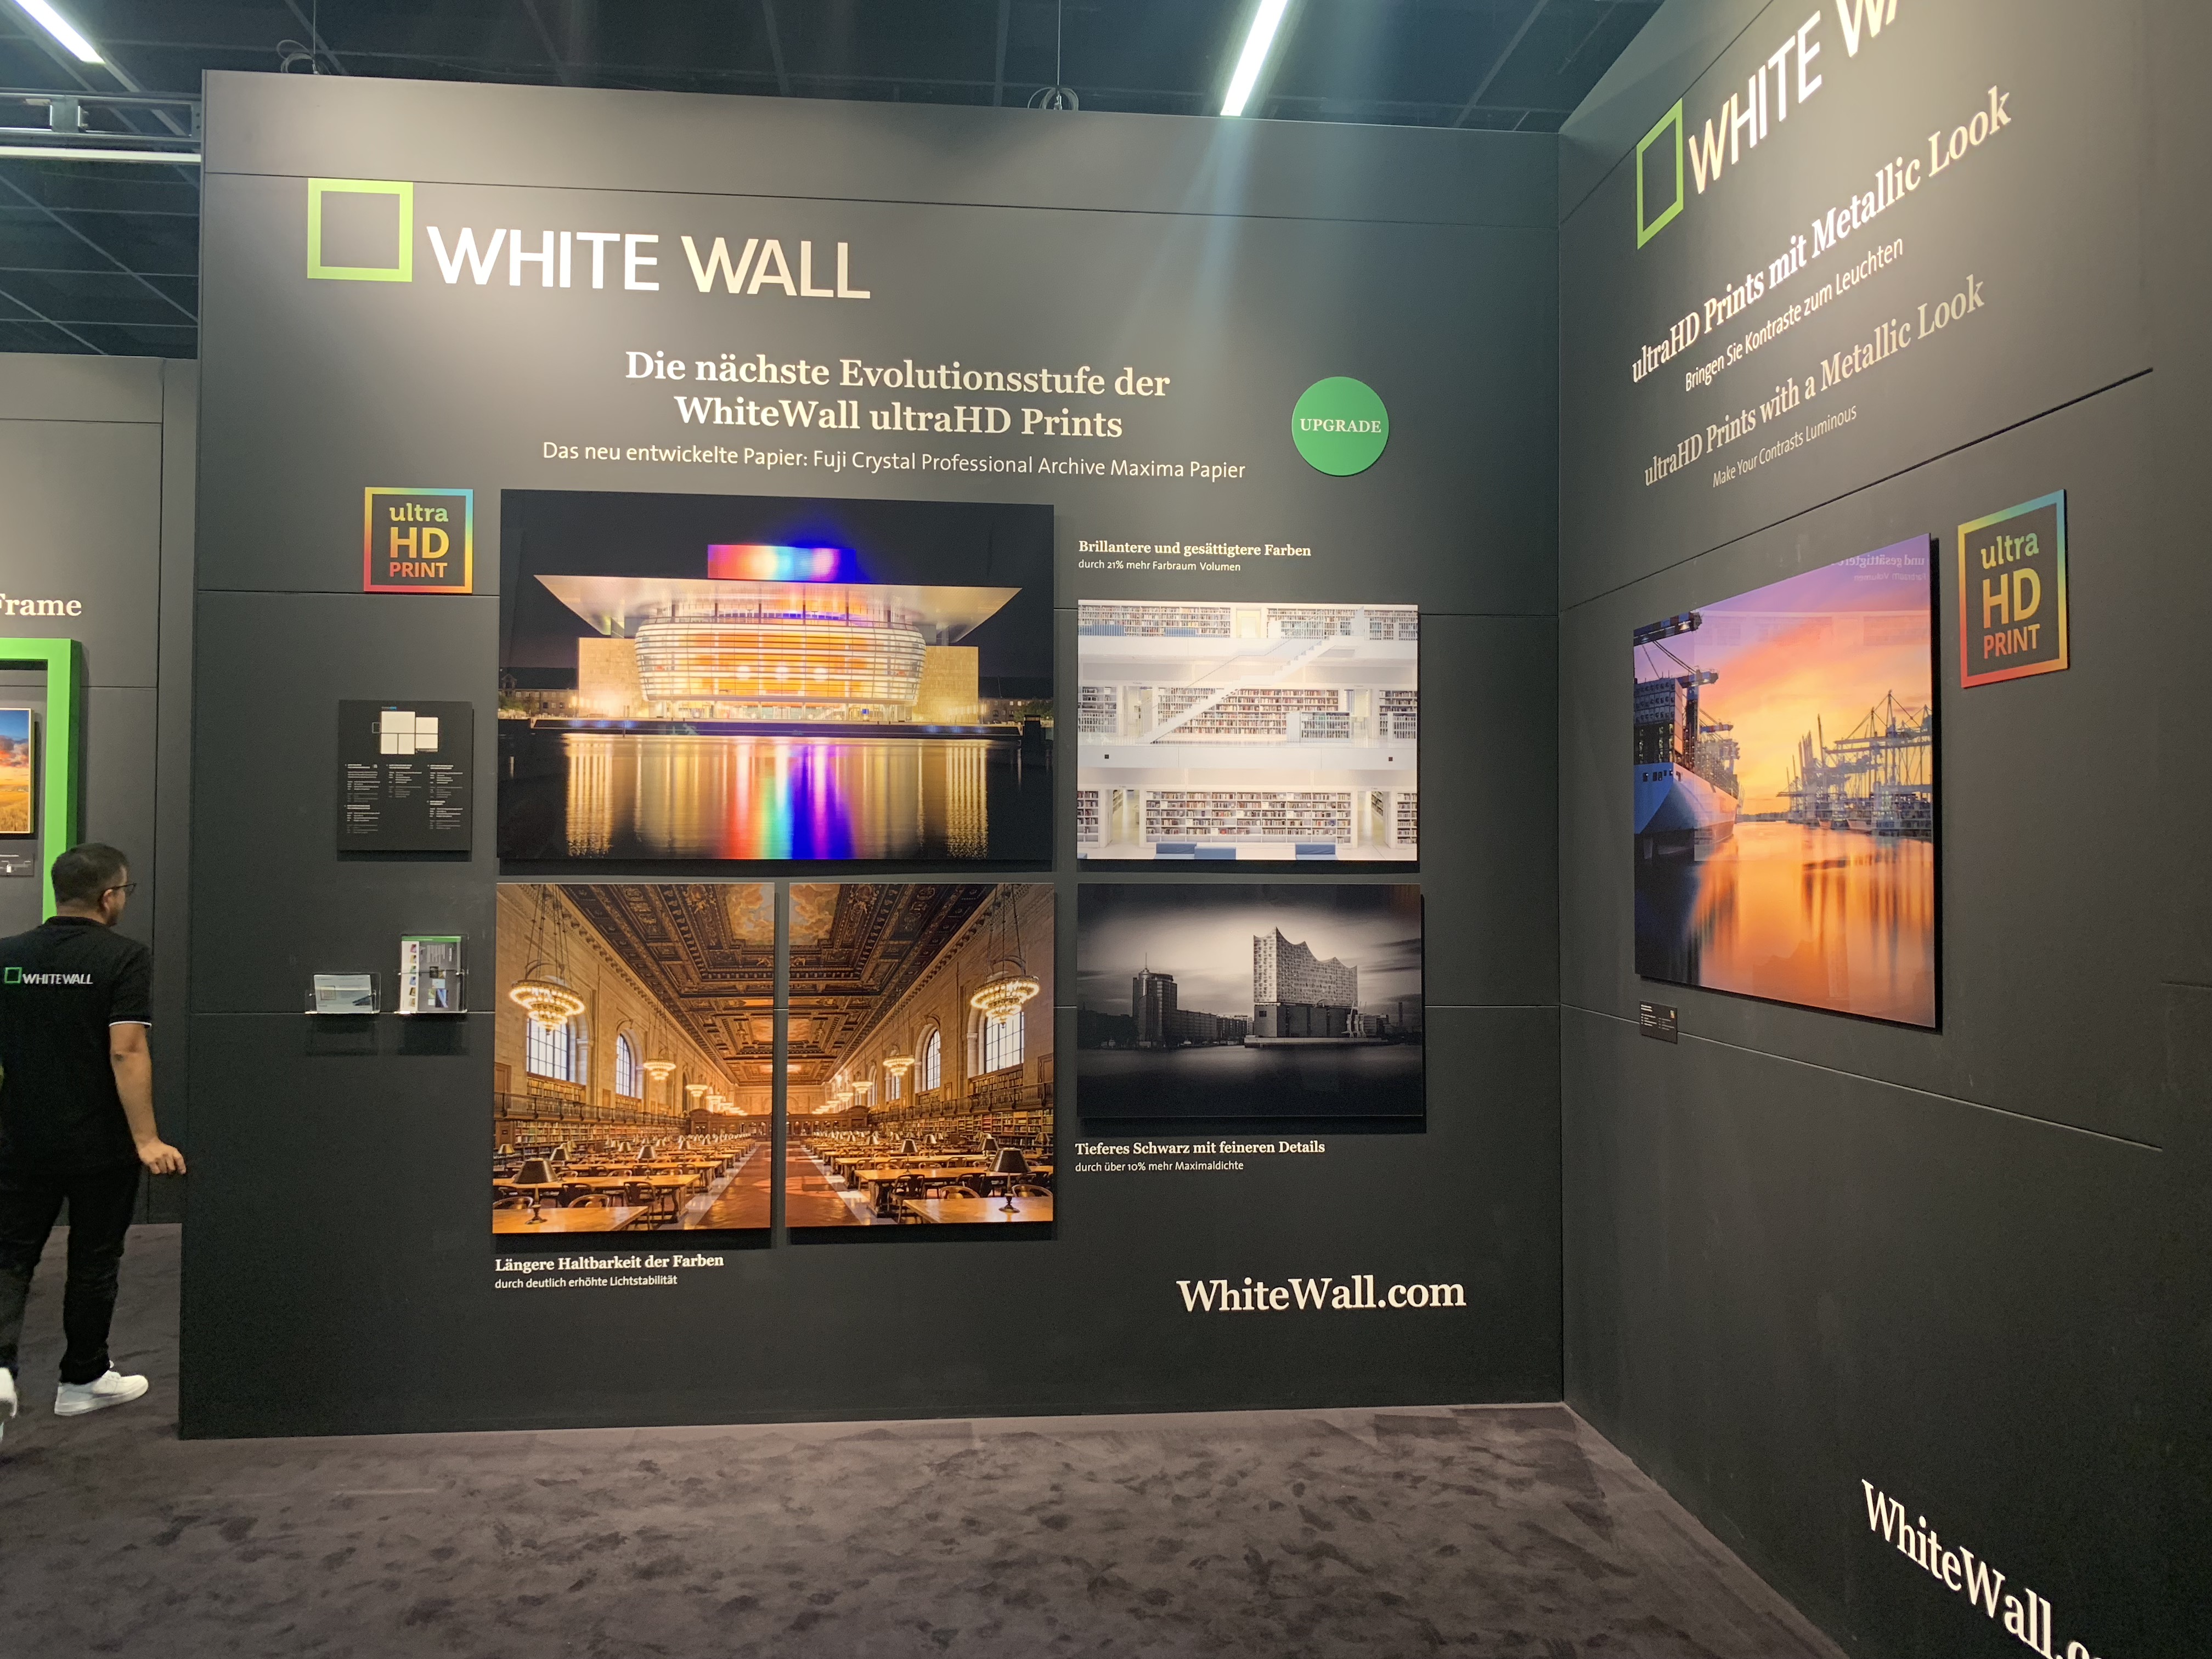 WHITE WALL
Die nächste Evolutionsstufe der
WhiteWall ultraHD Prints
Das neu entwickelte Papier: Fuji Crystal Professional Archive Maxima Papier
UPGRADE
ultra
HD
PRINT
Brillantere und gesättigtere Farben
durch 21% mehr Farbraum Volumen
Tieferes Schwarz mit feineren Details
durch über 10% mehr Maximaldichte
Längere Haltbarkeit der Farben
durch deutlich erhöhte Lichtstabilität
WhiteWall.com
Frame
WHITEWALL
WHITE WA
ultraHD Prints mit Metallic Look
Bringen Sie Kontraste zum Leuchten
ultraHD Prints with a Metallic Look
Make Your Contrasts Luminous
ultra
HD
PRINT
WhiteWall.co